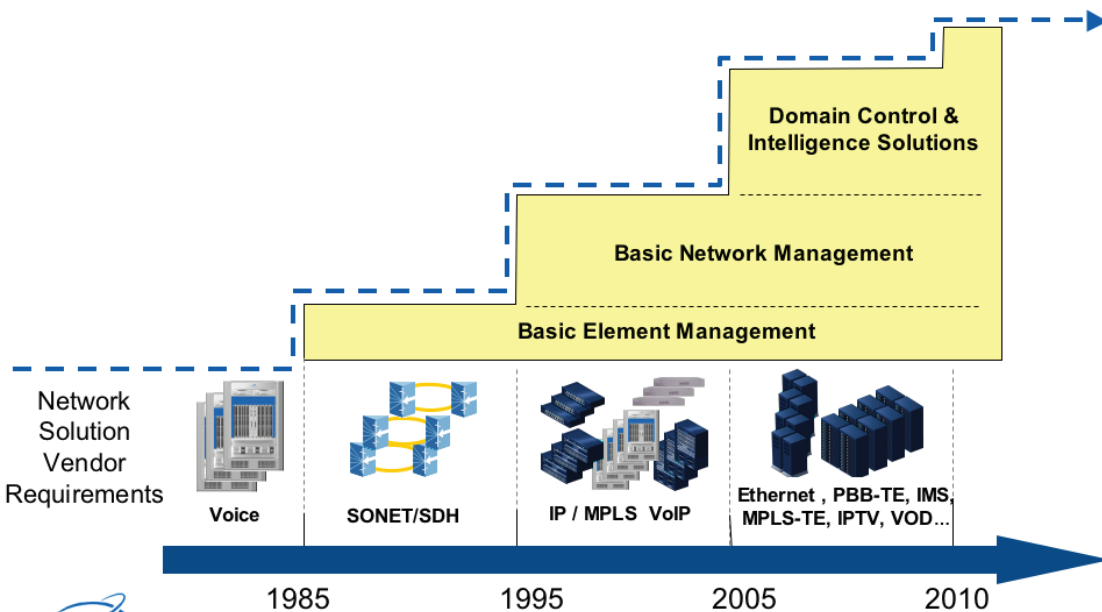 Domain Control &
Intelligence Solutions
Basic Network Management
Basic Element Management
Network
Solution
Vendor
Requirements
Voice
SONET/SDH
IP / MPLS  VoIP
Ethernet , PBB-TE, IMS,
MPLS-TE, IPTV, VOD...
1985
1995
2005
2010